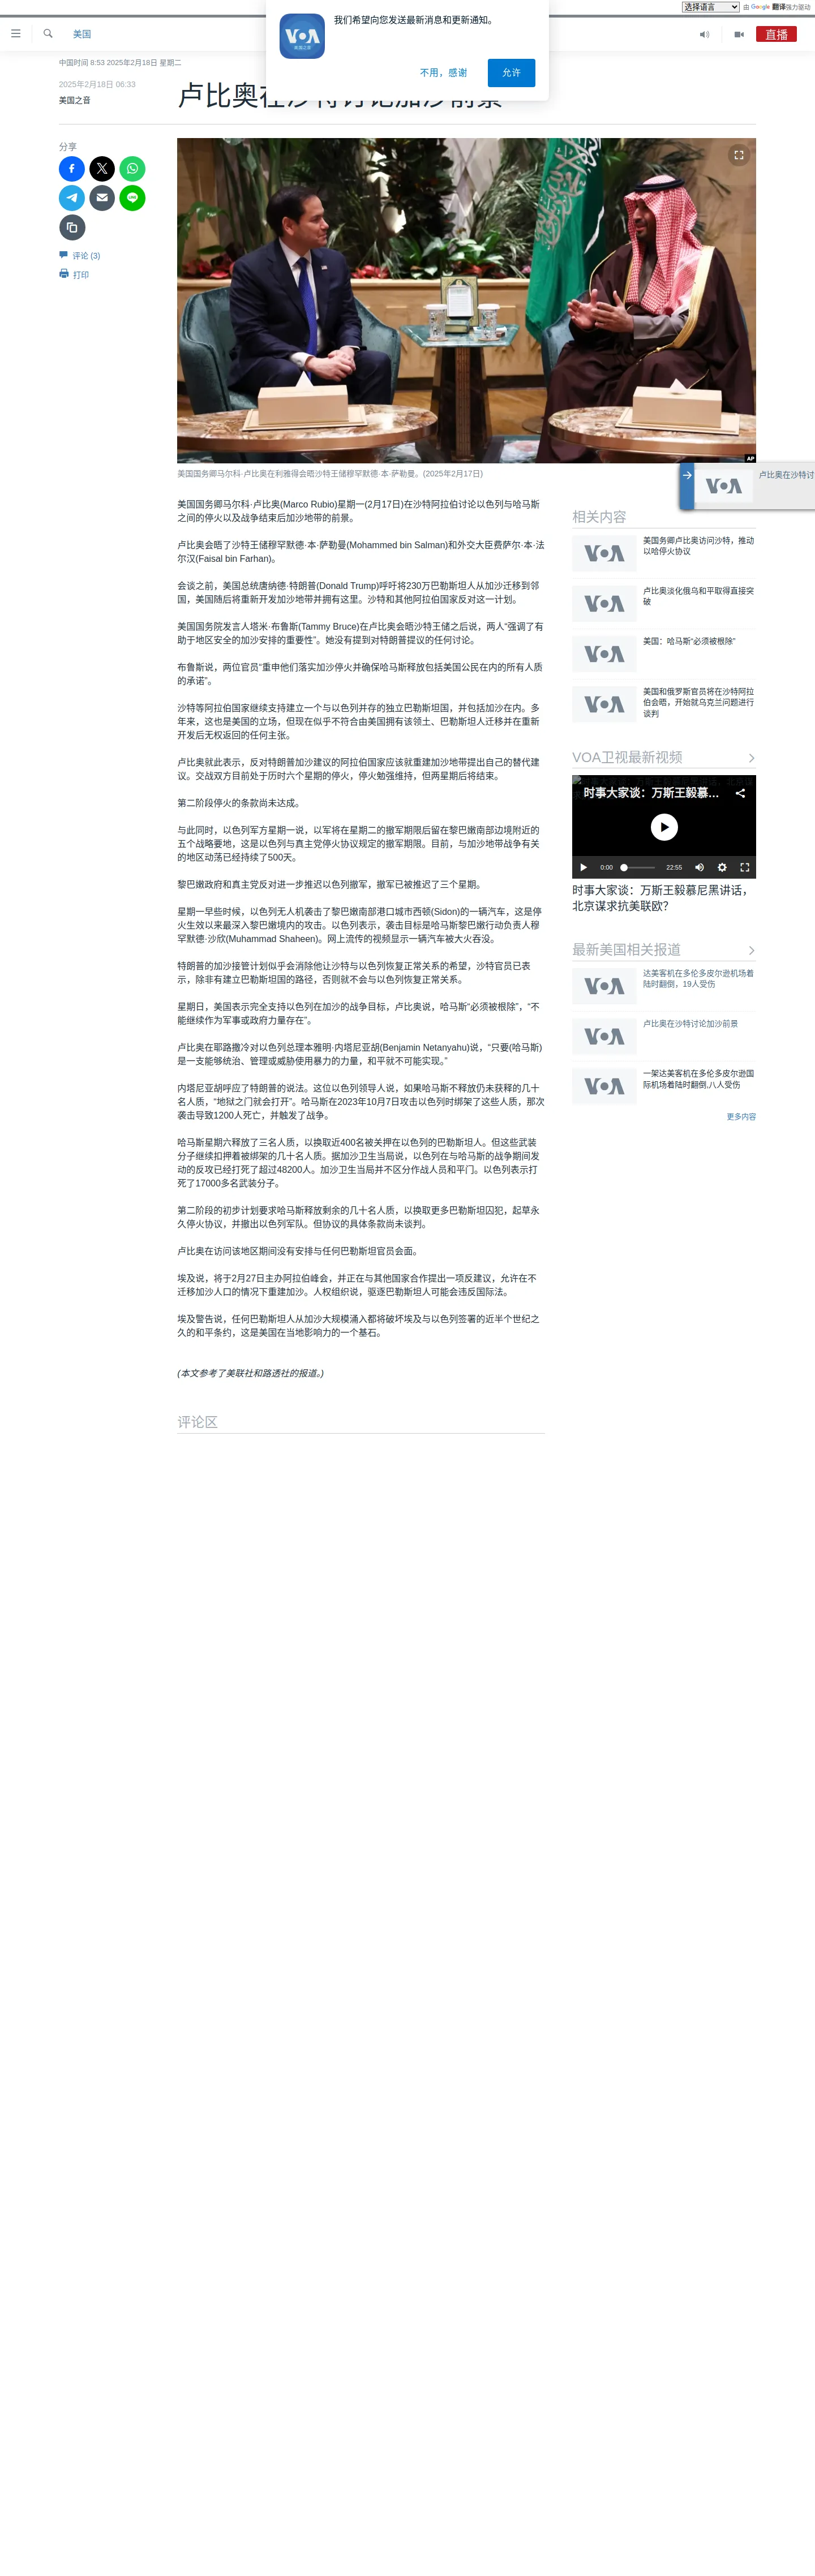 选择语言 由 Google 翻译强力驱动
我们希望向您发送最新消息和更新通知。
VOA
美国之音
不用，感谢
允许
美国
直播
中国时间 8:53 2025年2月18日 星期二
2025年2月18日 06:33
美国之音
卢比奥在沙特讨论加沙前景
分享
评论 (3)
打印
AP
美国国务卿马尔科·卢比奥在利雅得会晤沙特王储穆罕默德·本·萨勒曼。(2025年2月17日)
VOA
卢比奥在沙特讨
美国国务卿马尔科·卢比奥(Marco Rubio)星期一(2月17日)在沙特阿拉伯讨论以色列与哈马斯
之间的停火以及战争结束后加沙地带的前景。
卢比奥会晤了沙特王储穆罕默德·本·萨勒曼(Mohammed bin Salman)和外交大臣费萨尔·本·法
尔汉(Faisal bin Farhan)。
会谈之前，美国总统唐纳德·特朗普(Donald Trump)呼吁将230万巴勒斯坦人从加沙迁移到邻
国，美国随后将重新开发加沙地带并拥有这里。沙特和其他阿拉伯国家反对这一计划。
美国国务院发言人塔米·布鲁斯(Tammy Bruce)在卢比奥会晤沙特王储之后说，两人“强调了有
助于地区安全的加沙安排的重要性”。她没有提到对特朗普提议的任何讨论。
布鲁斯说，两位官员“重申他们落实加沙停火并确保哈马斯释放包括美国公民在内的所有人质
的承诺”。
沙特等阿拉伯国家继续支持建立一个与以色列并存的独立巴勒斯坦国，并包括加沙在内。多
年来，这也是美国的立场，但现在似乎不符合由美国拥有该领土、巴勒斯坦人迁移并在重新
开发后无权返回的任何主张。
卢比奥就此表示，反对特朗普加沙建议的阿拉伯国家应该就重建加沙地带提出自己的替代建
议。交战双方目前处于历时六个星期的停火，停火勉强维持，但两星期后将结束。
第二阶段停火的条款尚未达成。
与此同时，以色列军方星期一说，以军将在星期二的撤军期限后留在黎巴嫩南部边境附近的
五个战略要地，这是以色列与真主党停火协议规定的撤军期限。目前，与加沙地带战争有关
的地区动荡已经持续了500天。
黎巴嫩政府和真主党反对进一步推迟以色列撤军，撤军已被推迟了三个星期。
星期一早些时候，以色列无人机袭击了黎巴嫩南部港口城市西顿(Sidon)的一辆汽车，这是停
火生效以来最深入黎巴嫩境内的攻击。以色列表示，袭击目标是哈马斯黎巴嫩行动负责人穆
罕默德·沙欣(Muhammad Shaheen)。网上流传的视频显示一辆汽车被大火吞没。
特朗普的加沙接管计划似乎会消除他让沙特与以色列恢复正常关系的希望，沙特官员已表
示，除非有建立巴勒斯坦国的路径，否则就不会与以色列恢复正常关系。
星期日，美国表示完全支持以色列在加沙的战争目标，卢比奥说，哈马斯“必须被根除”，“不
能继续作为军事或政府力量存在”。
卢比奥在耶路撒冷对以色列总理本雅明·内塔尼亚胡(Benjamin Netanyahu)说，“只要(哈马斯)
是一支能够统治、管理或威胁使用暴力的力量，和平就不可能实现。”
内塔尼亚胡呼应了特朗普的说法。这位以色列领导人说，如果哈马斯不释放仍未获释的几十
名人质，“地狱之门就会打开”。哈马斯在2023年10月7日攻击以色列时绑架了这些人质，那次
袭击导致1200人死亡，并触发了战争。
哈马斯星期六释放了三名人质，以换取近400名被关押在以色列的巴勒斯坦人。但这些武装
分子继续扣押着被绑架的几十名人质。据加沙卫生当局说，以色列在与哈马斯的战争期间发
动的反攻已经打死了超过48200人。加沙卫生当局并不区分作战人员和平门。以色列表示打
死了17000多名武装分子。
第二阶段的初步计划要求哈马斯释放剩余的几十名人质，以换取更多巴勒斯坦囚犯，起草永
久停火协议，并撤出以色列军队。但协议的具体条款尚未谈判。
卢比奥在访问该地区期间没有安排与任何巴勒斯坦官员会面。
埃及说，将于2月27日主办阿拉伯峰会，并正在与其他国家合作提出一项反建议，允许在不
迁移加沙人口的情况下重建加沙。人权组织说，驱逐巴勒斯坦人可能会违反国际法。
埃及警告说，任何巴勒斯坦人从加沙大规模涌入都将破坏埃及与以色列签署的近半个世纪之
久的和平条约，这是美国在当地影响力的一个基石。
(本文参考了美联社和路透社的报道。)
评论区
相关内容
VOA
美国务卿卢比奥访问沙特，推动
以哈停火协议
VOA
卢比奥淡化俄乌和平取得直接突
破
VOA
美国：哈马斯“必须被根除”
VOA
美国和俄罗斯官员将在沙特阿拉
伯会晤，开始就乌克兰问题进行
谈判
VOA卫视最新视频
时事大家谈：万斯王毅慕…
0:00
22:55
时事大家谈：万斯王毅慕尼黑讲话，
北京谋求抗美联欧？
最新美国相关报道
VOA
达美客机在多伦多皮尔逊机场着
陆时翻倒，19人受伤
VOA
卢比奥在沙特讨论加沙前景
VOA
一架达美客机在多伦多皮尔逊国
际机场着陆时翻倒,八人受伤
更多内容